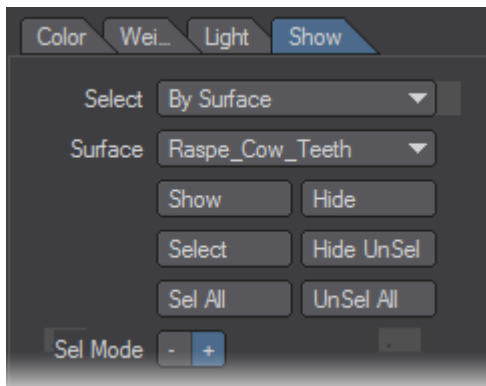 Color Wei... Light Show
Select By Surface
Surface Raspe_Cow_Teeth
Show Hide
Select Hide UnSel
Sel All UnSel All
Sel Mode - +